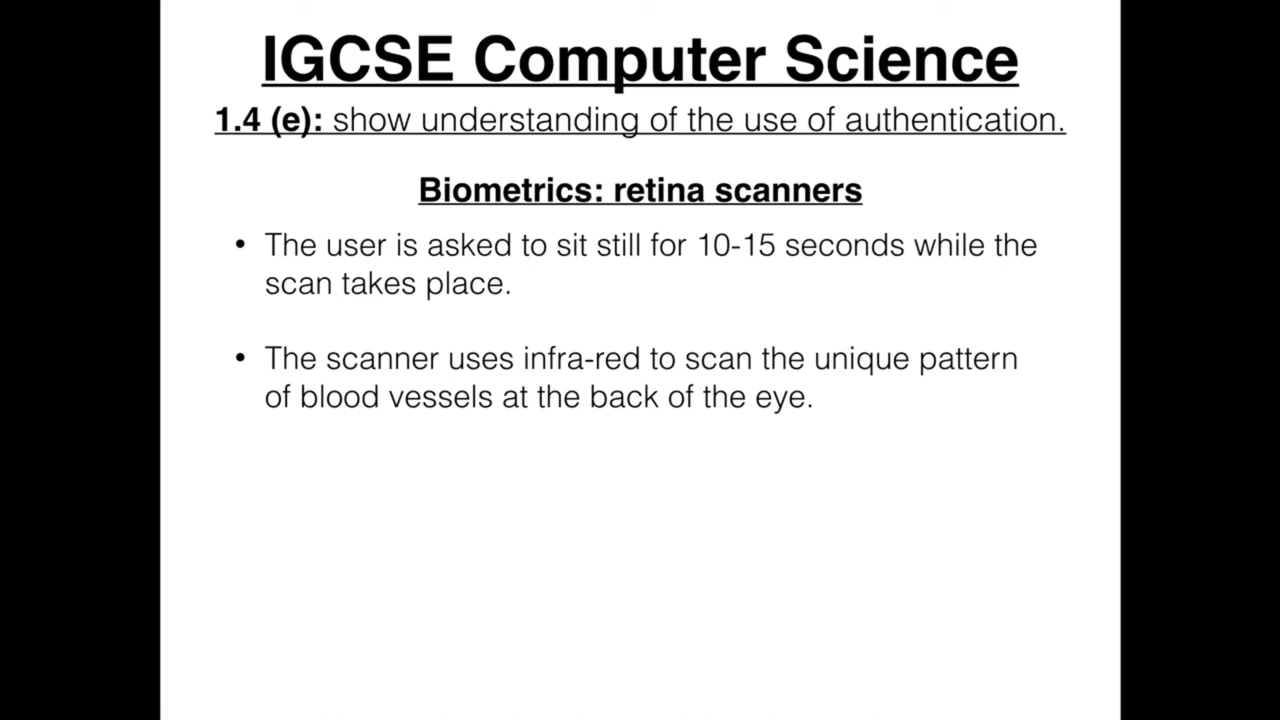 IGCSE Computer Science
1.4 (e): show understanding of the use of authentication.
Biometrics: retina scanners
• The user is asked to sit still for 10-15 seconds while the
scan takes place.
• The scanner uses infra-red to scan the unique pattern
of blood vessels at the back of the eye.